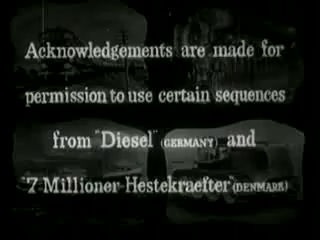 Acknowledgements are made for
permission to use certain sequences
from "Diesel" (GERMANY) and
"7 Millioner Hestekraefter" (DENMARK)